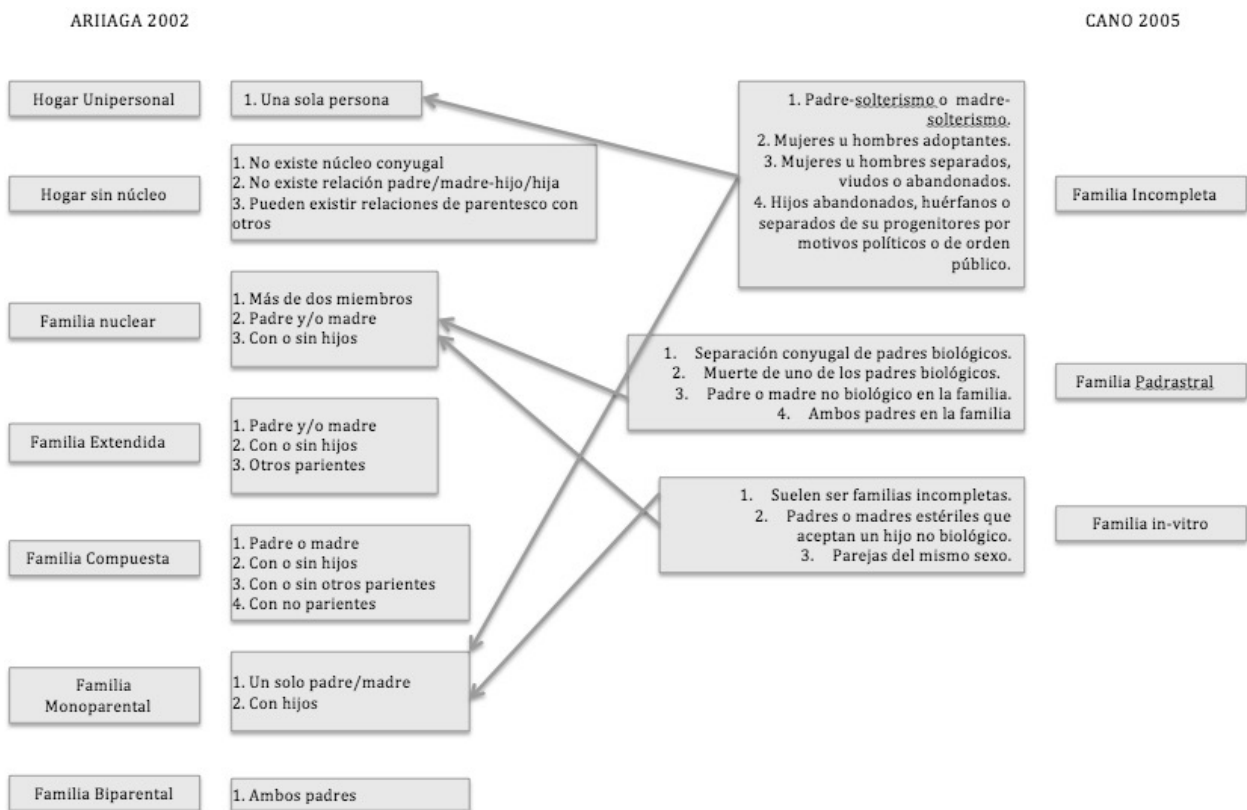 ARIIAGA 2002
CANO 2005
Hogar Unipersonal
1. Una sola persona
Hogar sin núcleo
1. No existe núcleo conyugal
2. No existe relación padre/madre-hijo/hija
3. Pueden existir relaciones de parentesco con
otros
Familia nuclear
1. Más de dos miembros
2. Padre y/o madre
3. Con o sin hijos
Familia Extendida
1. Padre y/o madre
2. Con o sin hijos
3. Otros parientes
Familia Compuesta
1. Padre o madre
2. Con o sin hijos
3. Con o sin otros parientes
4. Con no parientes
Familia
Monoparental
1. Un solo padre/madre
2. Con hijos
Familia Biparental
1. Ambos padres
1. Padre-solterismo o madre-
solterismo.
2. Mujeres u hombres adoptantes.
3. Mujeres u hombres separados,
viudos o abandonados.
4. Hijos abandonados, huérfanos o
separados de su progenitores por
motivos políticos o de orden
público.
Familia Incompleta
1. Separación conyugal de padres biológicos.
2. Muerte de uno de los padres biológicos.
3. Padre o madre no biológico en la familia.
4. Ambos padres en la familia
Familia Padrastral
1. Suelen ser familias incompletas.
2. Padres o madres estériles que
aceptan un hijo no biológico.
3. Parejas del mismo sexo.
Familia in-vitro